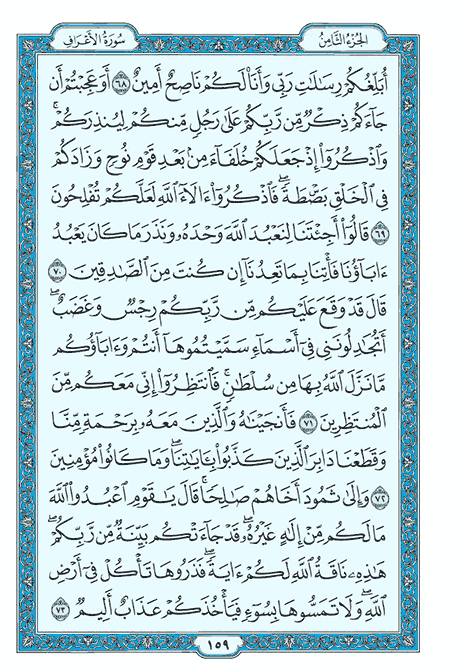 سُورَةُ الأَعْرَافِ الجُزْءُ الثَّامِنُ
أُبَلِّغُكُمْ رِسَٰلَٰتِ رَبِّى وَأَنَا۠ لَكُمْ نَاصِحٌ أَمِينٌ ٦٨ أَوَعَجِبْتُمْ أَن
جَآءَكُمْ ذِكْرٌ مِّن رَّبِّكُمْ عَلَىٰ رَجُلٍ مِّنكُمْ لِيُنذِرَكُمْ ۚ
وَٱذْكُرُوٓا۟ إِذْ جَعَلَكُمْ خُلَفَآءَ مِنۢ بَعْدِ قَوْمِ نُوحٍ وَزَادَكُمْ
فِى ٱلْخَلْقِ بَصْۜطَةً ۖ فَٱذْكُرُوٓا۟ ءَالَآءَ ٱللَّهِ لَعَلَّكُمْ تُفْلِحُونَ
٦٩ قَالُوٓا۟ أَجِئْتَنَا لِنَعْبُدَ ٱللَّهَ وَحْدَهُۥ وَنَذَرَ مَا كَانَ يَعْبُدُ
ءَابَآؤُنَا ۖ فَأْتِنَا بِمَا تَعِدُنَآ إِن كُنتَ مِنَ ٱلصَّٰدِقِينَ ٧٠
قَالَ قَدْ وَقَعَ عَلَيْكُم مِّن رَّبِّكُمْ رِجْسٌ وَغَضَبٌ ۖ
أَتُجَٰدِلُونَنِى فِىٓ أَسْمَآءٍ سَمَّيْتُمُوهَآ أَنتُمْ وَءَابَآؤُكُم
مَّا نَزَّلَ ٱللَّهُ بِهَا مِن سُلْطَٰنٍ ۚ فَٱنتَظِرُوٓا۟ إِنِّى مَعَكُم مِّنَ
ٱلْمُنتَظِرِينَ ٧١ فَأَنجَيْنَٰهُ وَٱلَّذِينَ مَعَهُۥ بِرَحْمَةٍ مِّنَّا
وَقَطَعْنَا دَابِرَ ٱلَّذِينَ كَذَّبُوا۟ بِـَٔايَٰتِنَا ۖ وَمَا كَانُوا۟ مُؤْمِنِينَ
٧٢ وَإِلَىٰ ثَمُودَ أَخَاهُمْ صَٰلِحًا ۗ قَالَ يَٰقَوْمِ ٱعْبُدُوا۟ ٱللَّهَ
مَا لَكُم مِّنْ إِلَٰهٍ غَيْرُهُۥ ۖ قَدْ جَآءَتْكُم بَيِّنَةٌ مِّن رَّبِّكُمْ ۖ
هَٰذِهِۦ نَاقَةُ ٱللَّهِ لَكُمْ ءَايَةً ۖ فَذَرُوهَا تَأْكُلْ فِىٓ أَرْضِ
ٱللَّهِ ۖ وَلَا تَمَسُّوهَا بِسُوٓءٍ فَيَأْخُذَكُمْ عَذَابٌ أَلِيمٌ ٧٣
١٥٩